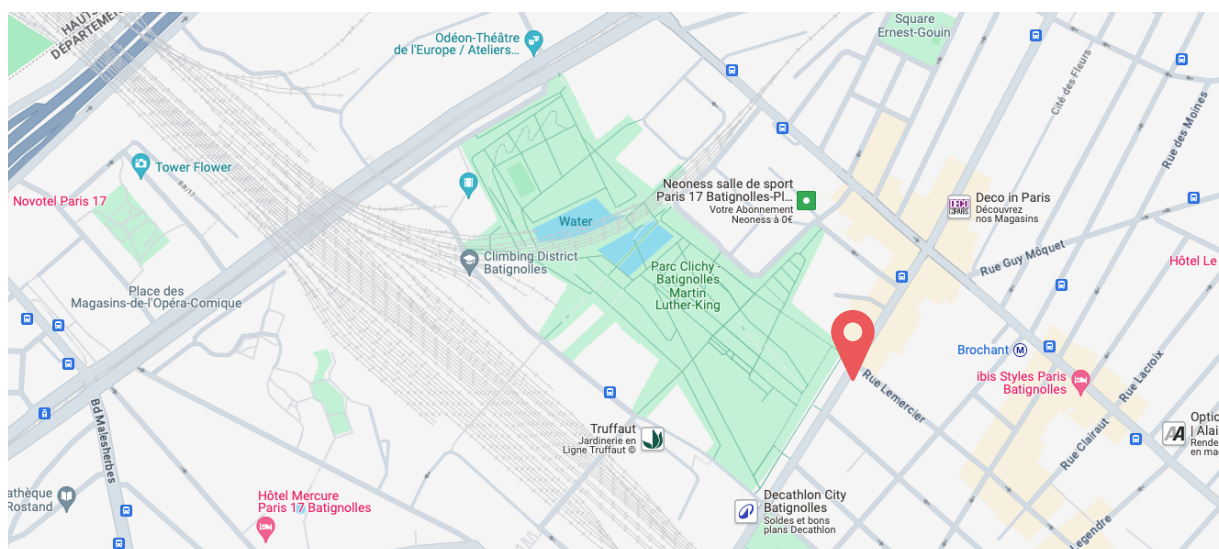 HAUTS
DÉPARTEMENT
Odéon-Théâtre
de l'Europe / Ateliers...
Square
Ernest-Gouin
Cité des Fleurs
Rue des Moines
Tower Flower
Novotel Paris 17
Neoness salle de sport
Paris 17 Batignolles-Pl...
Votre Abonnement
Neoness à 0€
DECO
PARIS
Deco in Paris
Découvrez
nos Magasins
Water
Climbing District
Batignolles
Parc Clichy -
Batignolles
Martin
Luther-King
Rue Guy Môquet
Hôtel Le
Place des
Magasins-de-l'Opéra-Comique
Brochant M
ibis Styles Paris
Batignolles
Rue Lemercier
Rue Lacroix
Rue Clairaut
Bd Malesherbes
Truffaut
Jardinerie en
Ligne Truffaut ©
AA
Optic
| Alai
Rende
en ma
athèque
Rostand
Hôtel Mercure
Paris 17 Batignolles
Decathlon City
Batignolles
Soldes et bons
plans Decathlon
Legendre